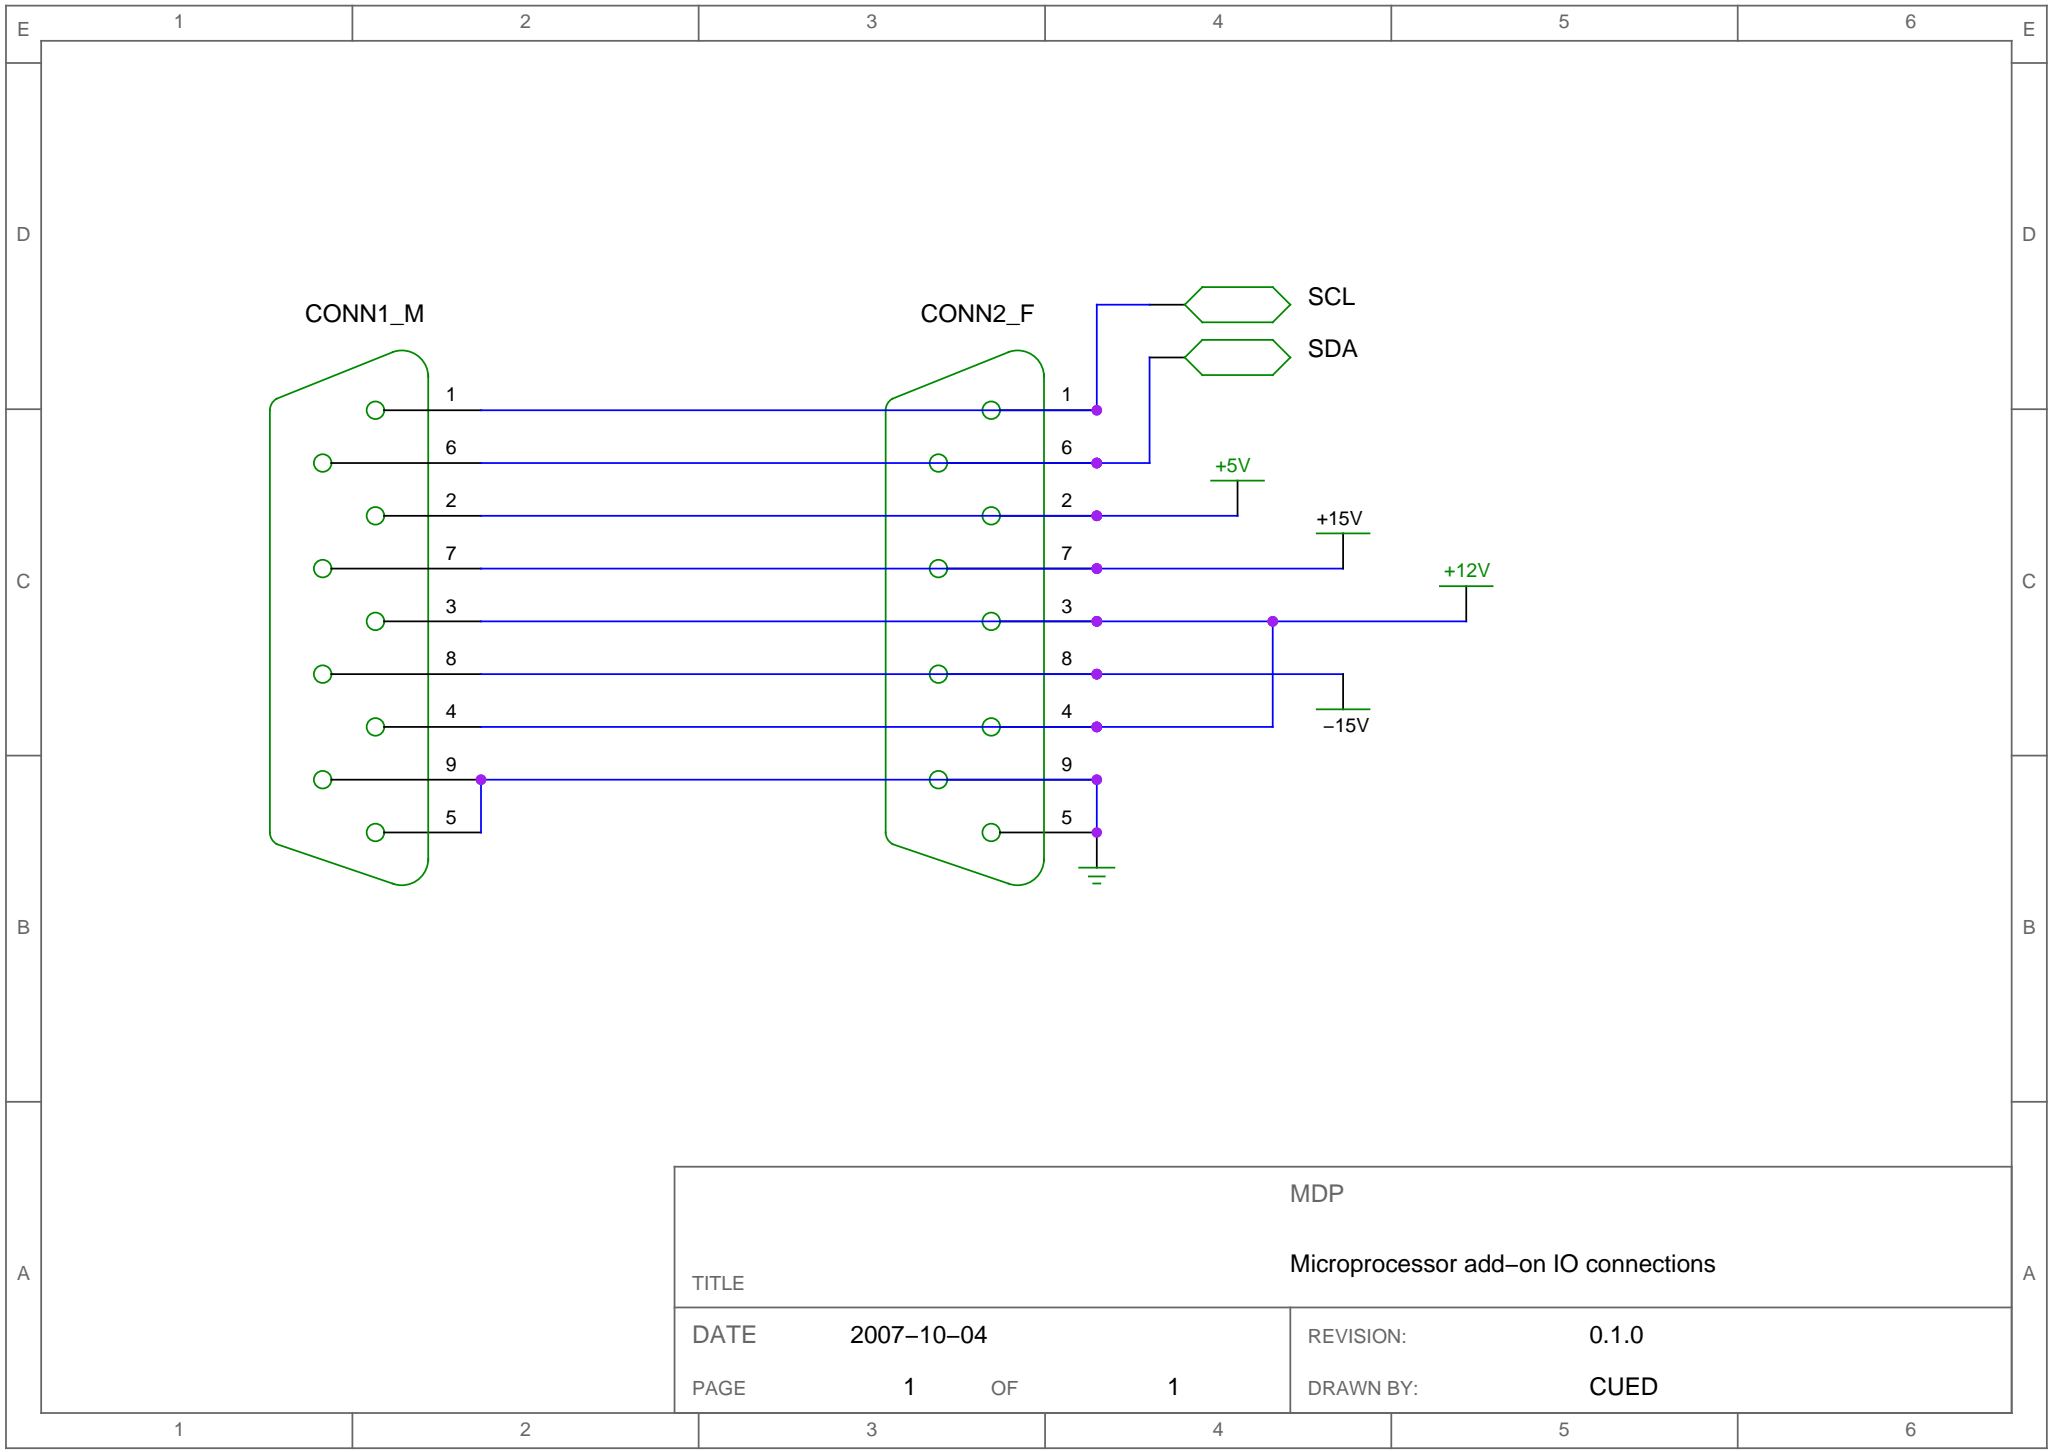 1 2 3 4 5 6
E E
D D
C C
B B
A A
CONN1_M
1
6
2
7
3
8
4
9
5
CONN2_F
1
6
2
7
3
8
4
9
5
SCL
SDA
+5V
+15V
+12V
−15V
MDP
Microprocessor add−on IO connections
TITLE
DATE 2007−10−04
REVISION: 0.1.0
PAGE 1 OF 1
DRAWN BY: CUED
1 2 3 4 5 6